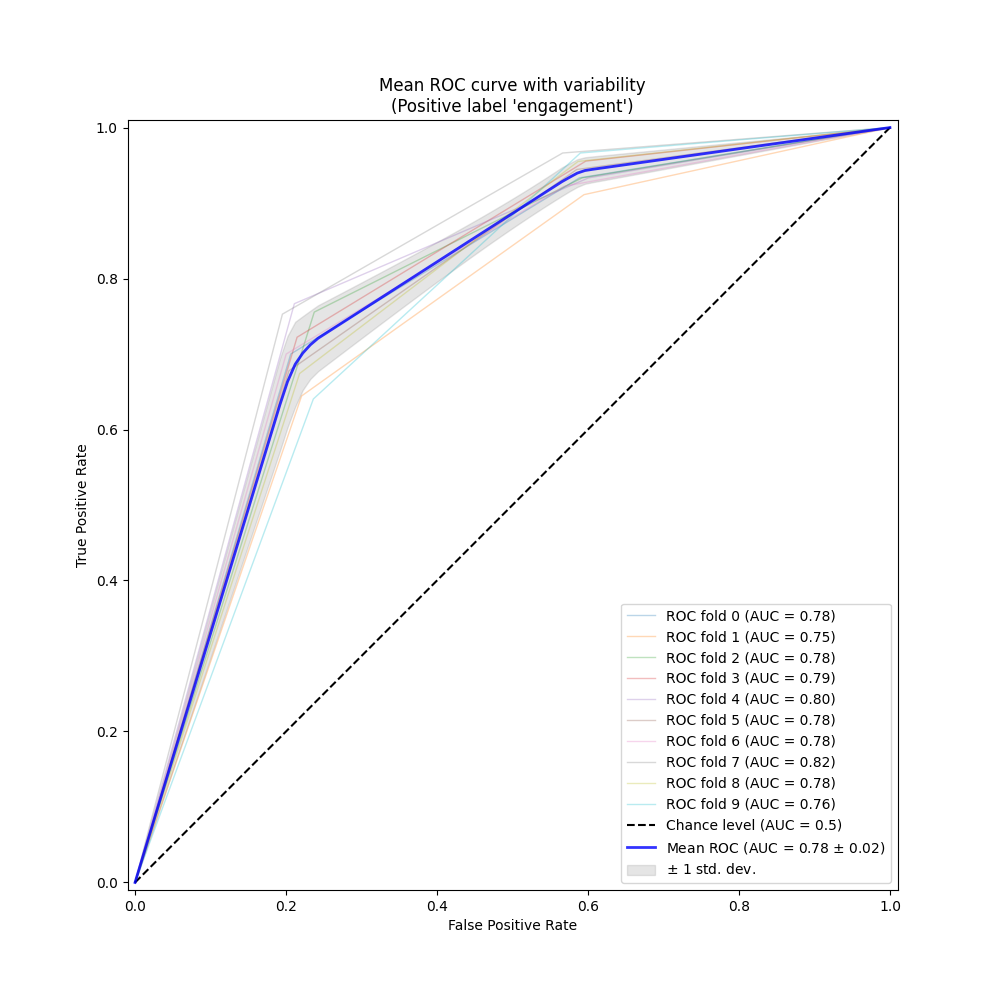 Mean ROC curve with variability
(Positive label 'engagement')
True Positive Rate
1.0
0.8
0.6
0.4
0.2
0.0
0.0 0.2 0.4 0.6 0.8 1.0
False Positive Rate
ROC fold 0 (AUC = 0.78)
ROC fold 1 (AUC = 0.75)
ROC fold 2 (AUC = 0.78)
ROC fold 3 (AUC = 0.79)
ROC fold 4 (AUC = 0.80)
ROC fold 5 (AUC = 0.78)
ROC fold 6 (AUC = 0.78)
ROC fold 7 (AUC = 0.82)
ROC fold 8 (AUC = 0.78)
ROC fold 9 (AUC = 0.76)
Chance level (AUC = 0.5)
Mean ROC (AUC = 0.78 ± 0.02)
± 1 std. dev.